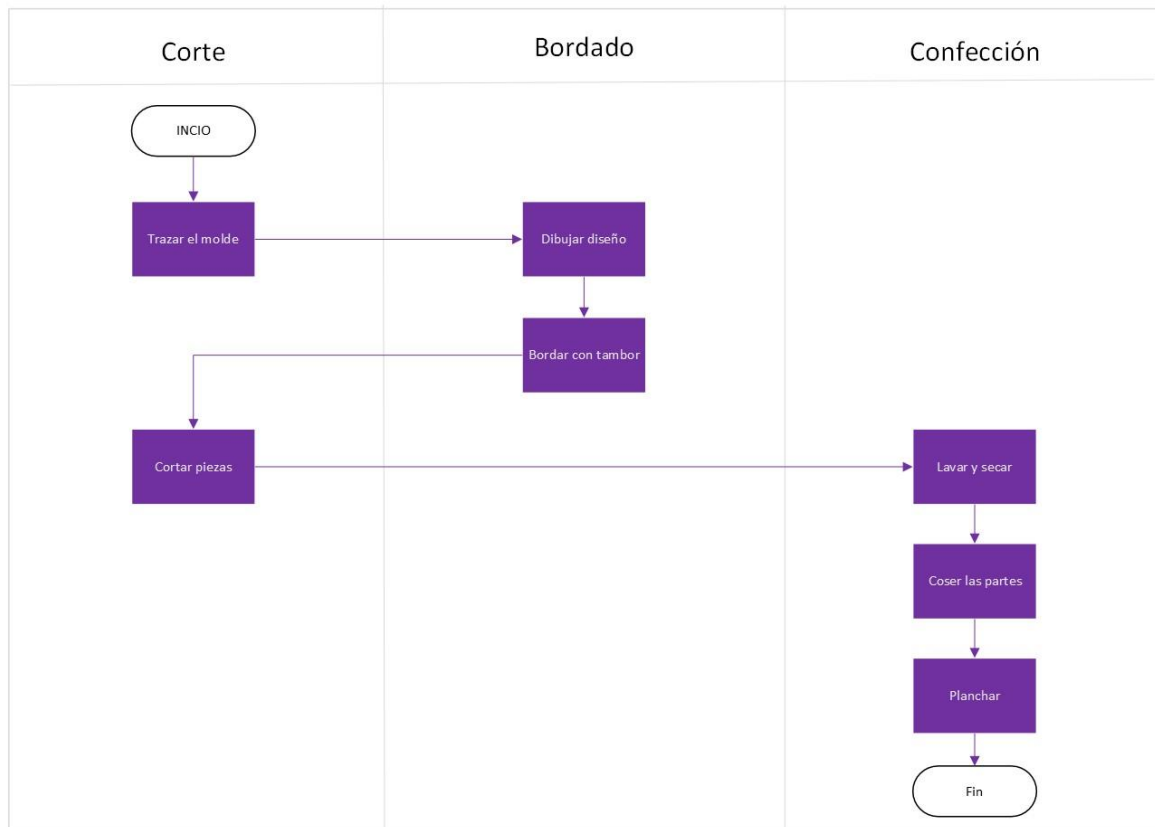 Corte
Bordado
Confección
INCIO
Trazar el molde
Dibujar diseño
Bordar con tambor
Cortar piezas
Lavar y secar
Coser las partes
Planchar
Fin